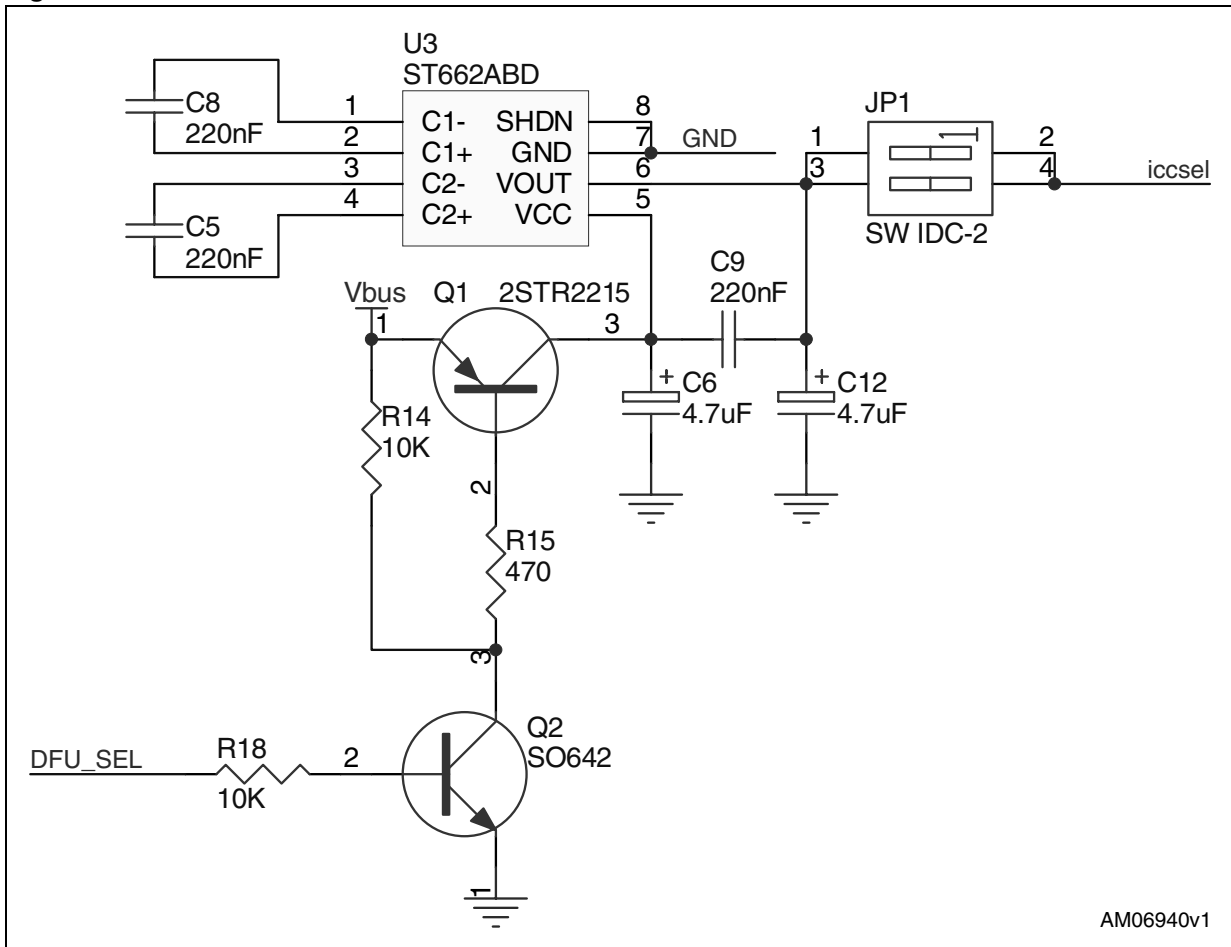 U3
ST662ABD
C8
220nF
1
2
3
4
C1-
C1+
C2-
C2+
SHDN
GND
VOUT
VCC
8
7
6
5
GND
C5
220nF
JP1
1
3
1
2
4
iccsel
SW IDC-2
Vbus
1
Q1
2STR2215
3
C9
220nF
+
C6
4.7uF
+
C12
4.7uF
R14
10K
2
R15
470
3
Q2
SO642
DFU_SEL
R18
10K
2
1
AM06940v1